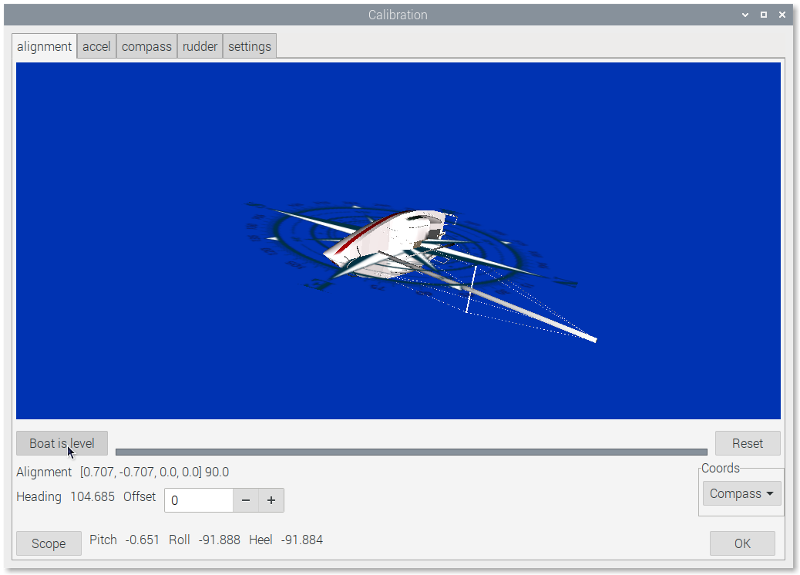 Calibration
alignment accel compass rudder settings
Boat is level Reset
Alignment [0.707, -0.707, 0.0, 0.0] 90.0
Coords
Heading 104.685 Offset 0 − +
Compass
Scope Pitch -0.651 Roll -91.888 Heel -91.884 OK